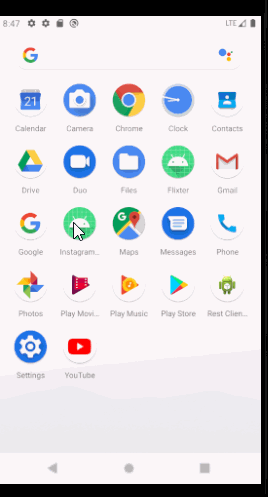 8:47 LTE
21
Calendar Camera Chrome Clock Contacts
Drive Duo Files Flixter Gmail
Google Instagram... Maps Messages Phone
Photos Play Movi... Play Music Play Store Rest Clien...
Settings YouTube